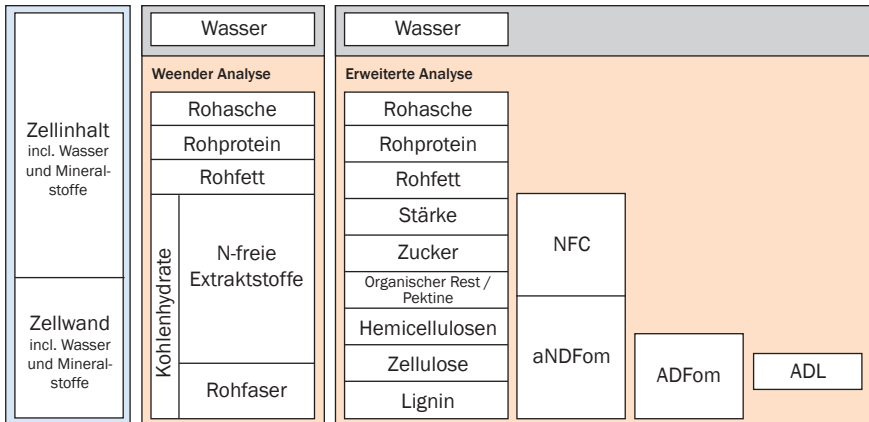 Zellinhalt
incl. Wasser
und Mineral-
stoffe
Zellwand
incl. Wasser
und Mineral-
stoffe
Wasser
Weender Analyse
Rohasche
Rohprotein
Rohfett
Kohlenhydrate
N-freie
Extraktstoffe
Rohfaser
Wasser
Erweiterte Analyse
Rohasche
Rohprotein
Rohfett
Stärke
Zucker
Organischer Rest /
Pektine
Hemicellulosen
Zellulose
Lignin
NFC
aNDFom
ADFom
ADL